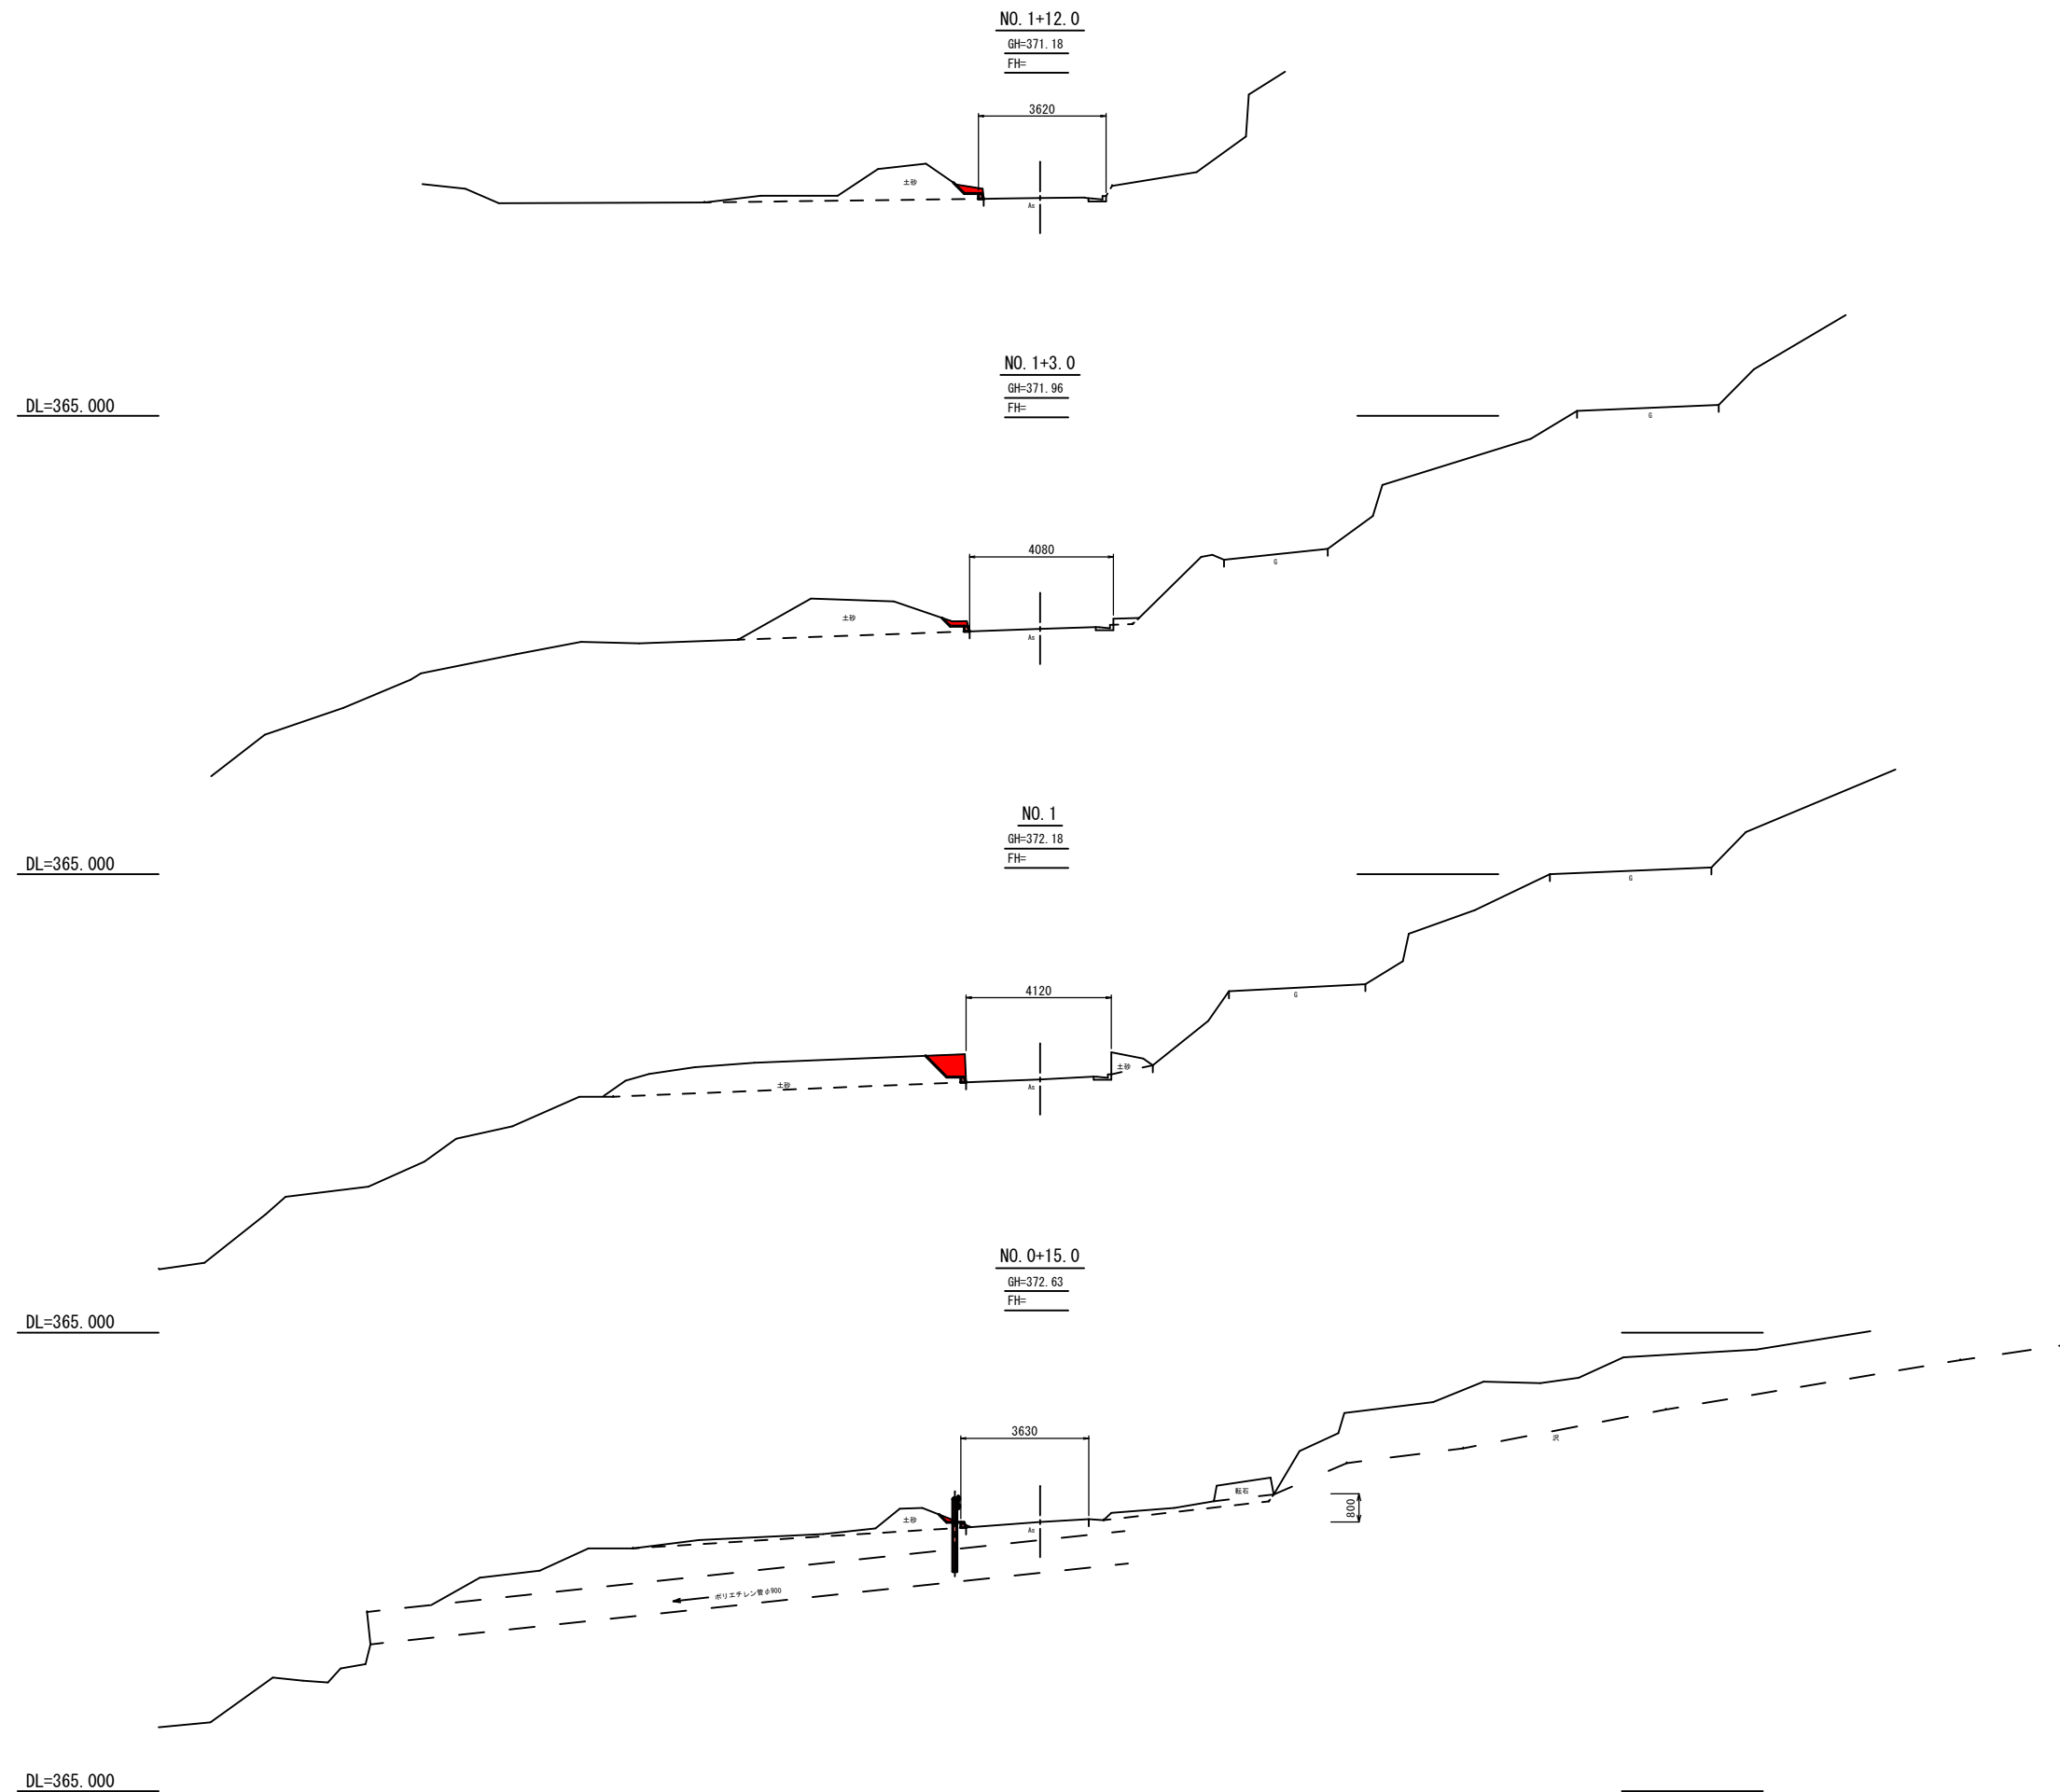 NO. 1+12. 0
GH=371. 18
FH=
3620
土砂
As
NO. 1+3. 0
GH=371. 96
FH=
DL=365. 000
G
4080
G
土砂
As
NO. 1
GH=372. 18
FH=
DL=365. 000
G
4120
G
土砂
土砂
As
NO. 0+15. 0
GH=372. 63
FH=
DL=365. 000
3630
沢
転石
800
土砂
As
ポリエチレン管φ900
DL=365. 000